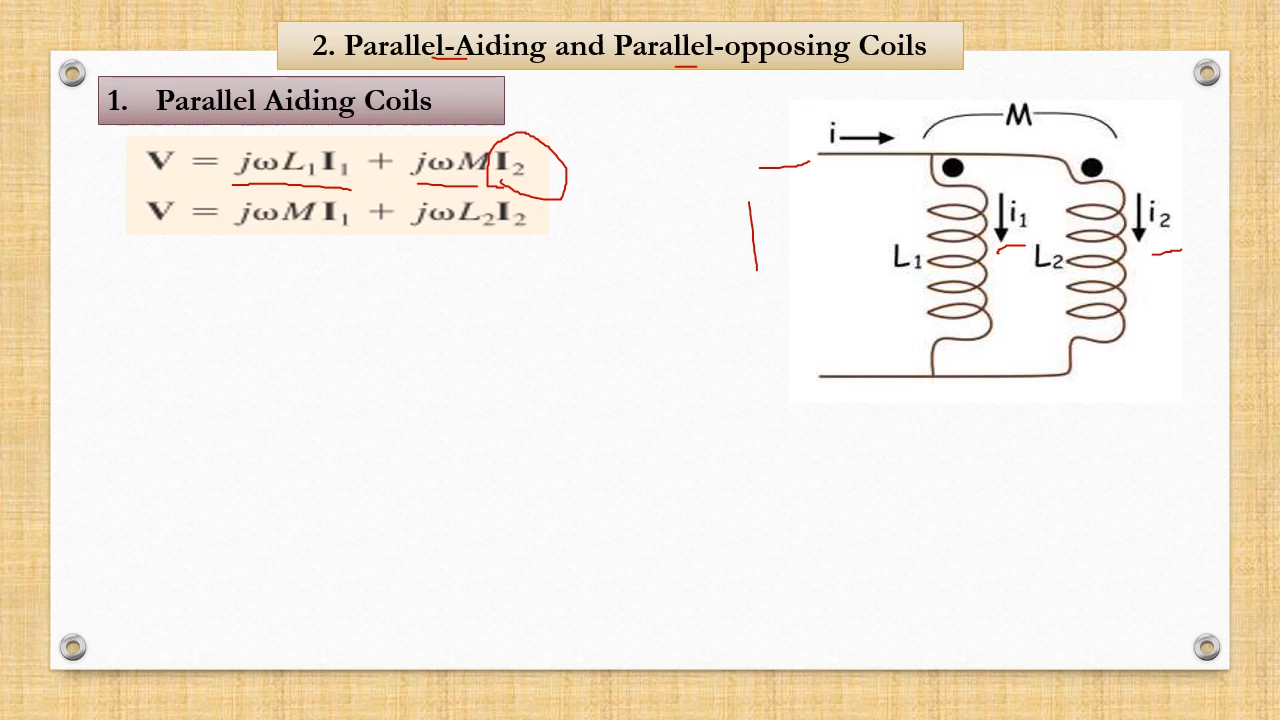 2. Parallel-Aiding and Parallel-opposing Coils
1. Parallel Aiding Coils
V = jωL₁I₁ + jωMI₂
V = jωMI₁ + jωL₂I₂
M
i
i₁
i₂
L₁
L₂